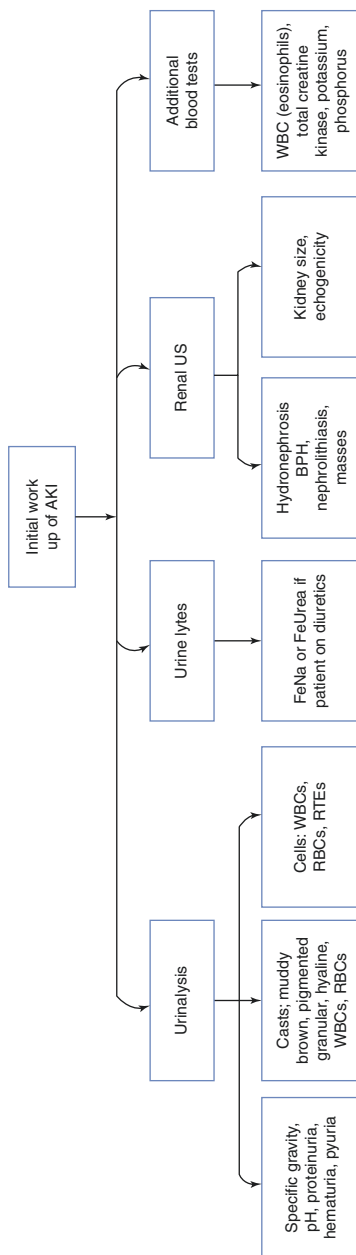 Initial work
up of AKI
Urinalysis
Urine lytes
Renal US
Additional
blood tests
Specific gravity,
pH, proteinuria,
hematuria, pyuria
Casts; muddy
brown, pigmented
granular, hyaline,
WBCs, RBCs
Cells: WBCs,
RBCs, RTEs
FeNa or FeUrea if
patient on diuretics
Hydronephrosis
BPH,
nephrolithiasis,
masses
Kidney size,
echogenicity
WBC (eosinophils),
total creatine
kinase, potassium,
phosphorus